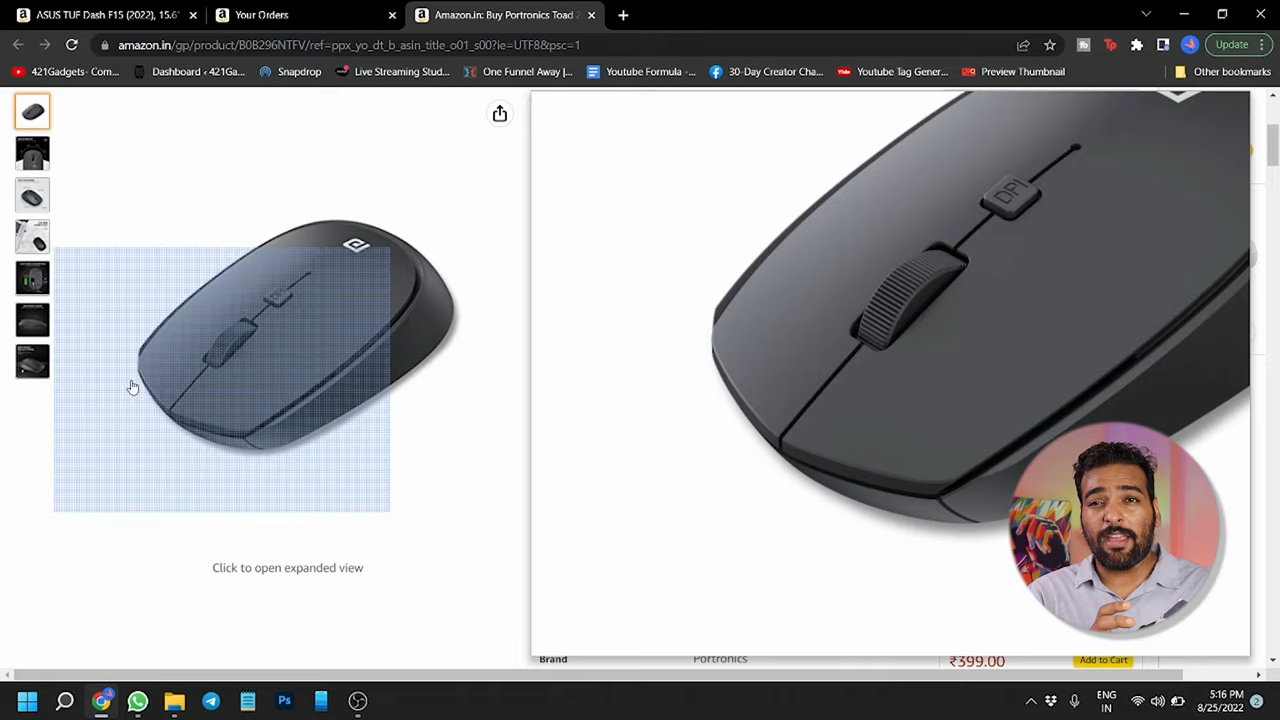 ASUS TUF Dash F15 (2022), 15.6"
Your Orders
Amazon.in: Buy Portronics Toad 2
amazon.in/gp/product/B0B296NTFV/ref=ppx_yo_dt_b_asin_title_o01_s00?ie=UTF8&psc=1
Update
421Gadgets- Com...
Dashboard ‹ 421Ga...
Snapdrop
Live Streaming Stud...
One Funnel Away |...
Youtube Formula -...
30-Day Creator Cha...
Youtube Tag Gener...
Preview Thumbnail
Other bookmarks
DPI
Click to open expanded view
Brand
Portronics
₹399.00
Add to Cart
ENG
IN
5:16 PM
8/25/2022
2